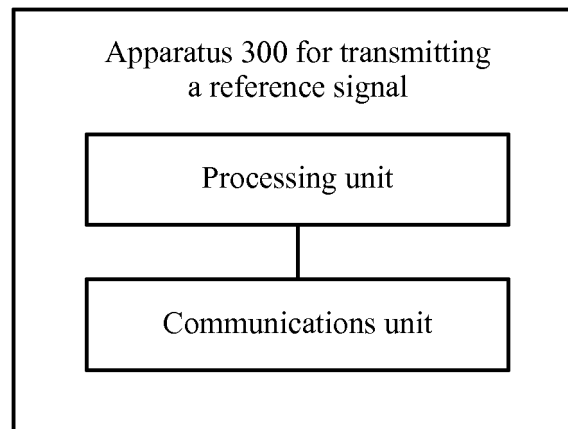 Apparatus 300 for transmitting
a reference signal
Processing unit
Communications unit